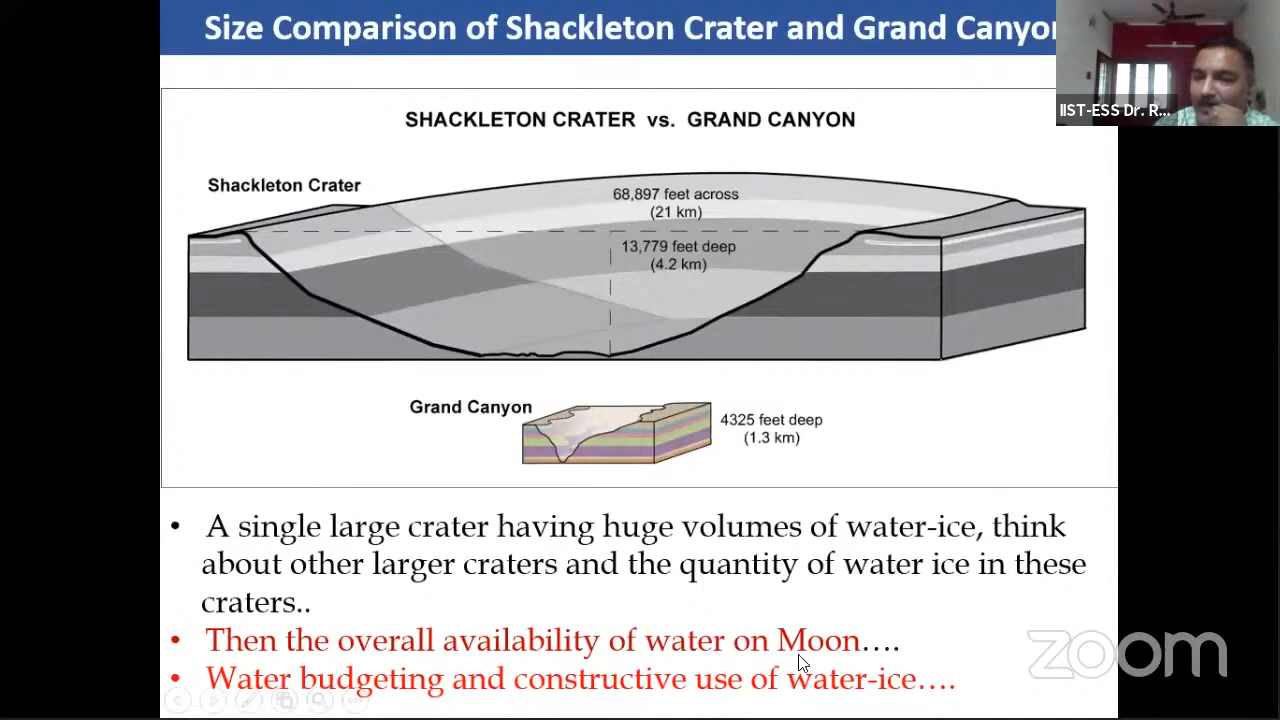 Size Comparison of Shackleton Crater and Grand Canyon
IIST-ESS Dr. R...
SHACKLETON CRATER vs. GRAND CANYON
Shackleton Crater
68,897 feet across
(21 km)
13,779 feet deep
(4.2 km)
Grand Canyon
4325 feet deep
(1.3 km)
• A single large crater having huge volumes of water-ice, think
about other larger craters and the quantity of water ice in these
craters..
• Then the overall availability of water on Moon….
• Water budgeting and constructive use of water-ice….
zoom